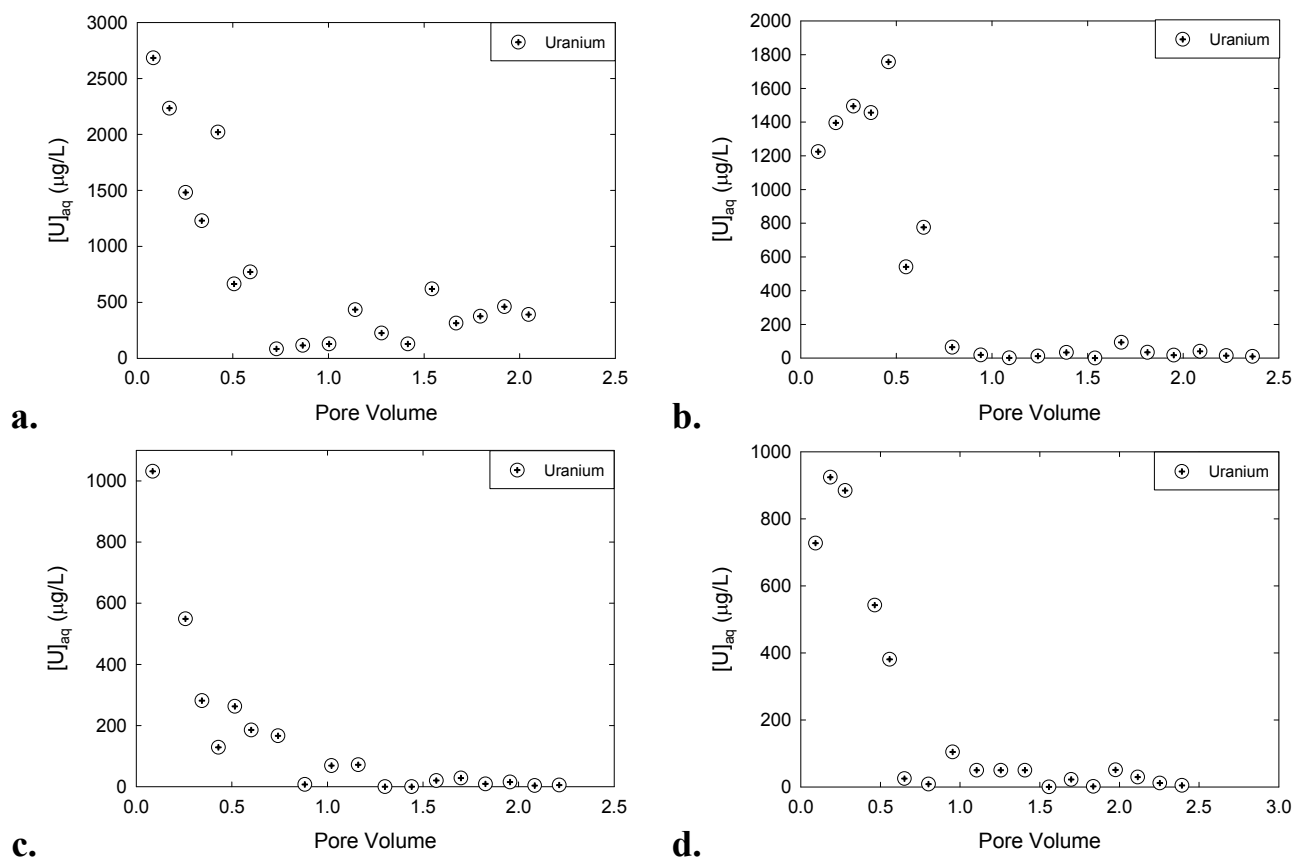 3000
2500
2000
1500
1000
500
0
[U]aq (μg/L)
Uranium
0.0 0.5 1.0 1.5 2.0 2.5
Pore Volume
a.
2000
1800
1600
1400
1200
1000
800
600
400
200
0
[U]aq (μg/L)
Uranium
0.0 0.5 1.0 1.5 2.0 2.5
Pore Volume
b.
1000
800
600
400
200
0
[U]aq (μg/L)
Uranium
0.0 0.5 1.0 1.5 2.0 2.5
Pore Volume
c.
1000
800
600
400
200
0
[U]aq (μg/L)
Uranium
0.0 0.5 1.0 1.5 2.0 2.5 3.0
Pore Volume
d.